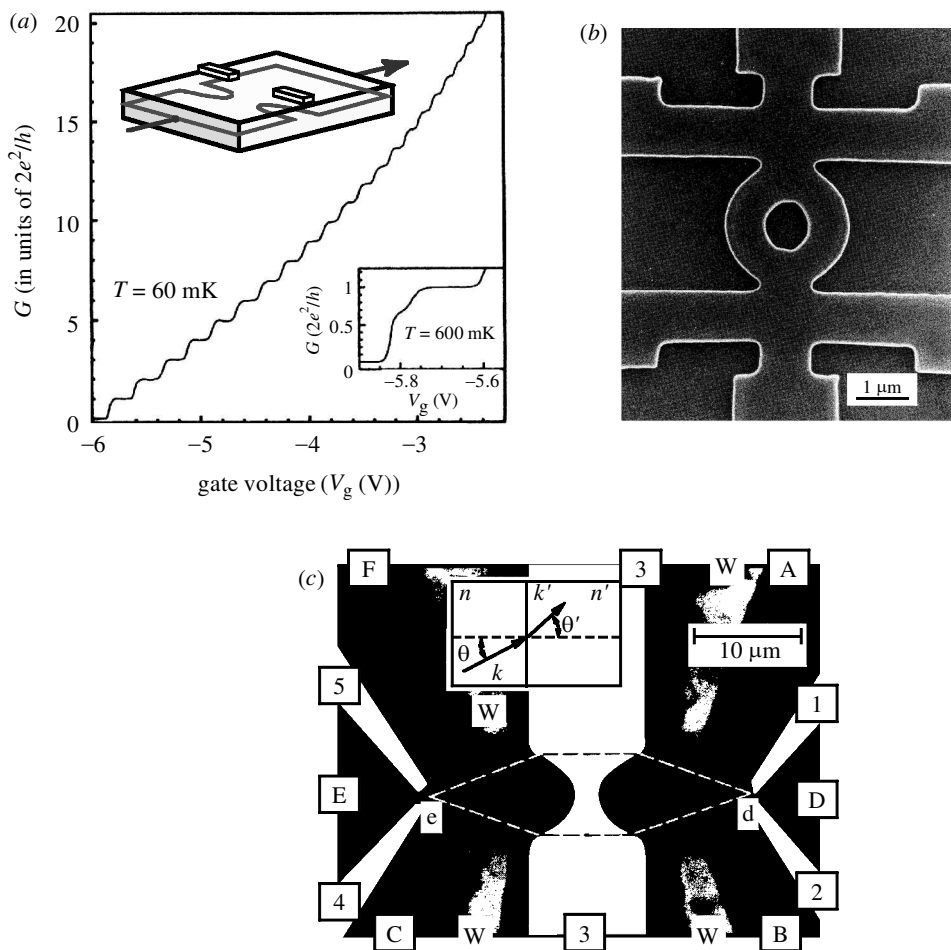 (a)
20
15
10
5
0
G (in units of 2e²/h)
T = 60 mK
1
0.5
0
G (2e²/h)
T = 600 mK
−5.8
−5.6
Vg (V)
−6
−5
−4
−3
gate voltage (Vg (V))
(b)
1 μm
(c)
F
3
W
A
n
k′
n′
θ
θ′
k
10 μm
5
W
W
1
E
D
e
d
4
2
C
W
3
W
B